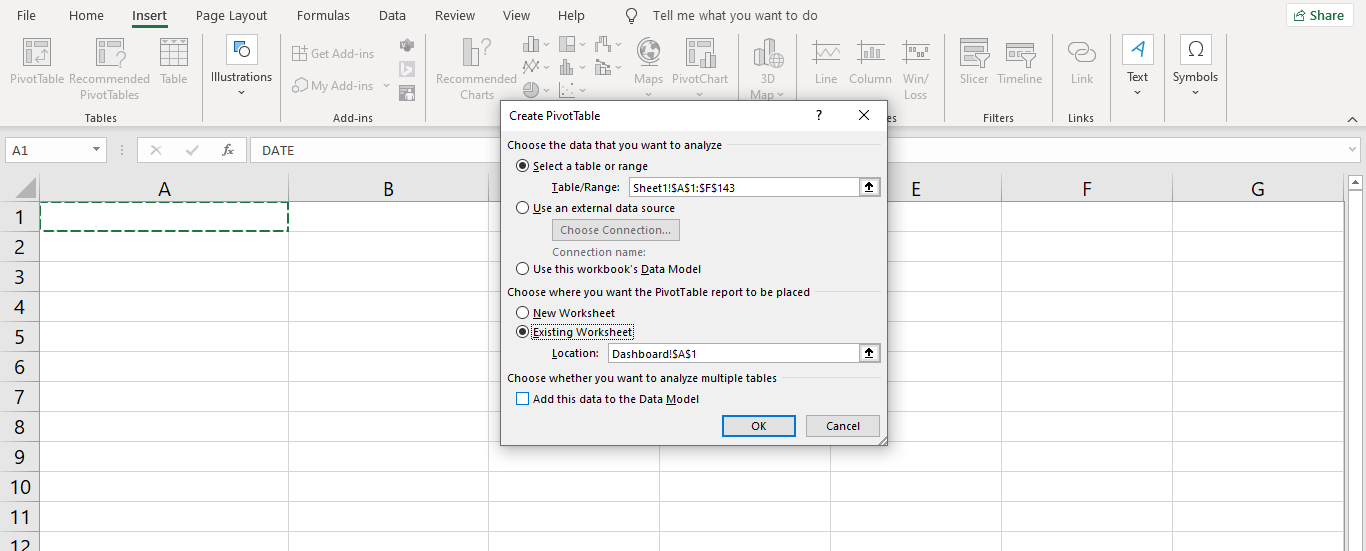 File Home Insert Page Layout Formulas Data Review View Help Tell me what you want to do Share
PivotTable Recommended PivotTables Table Illustrations Get Add-ins My Add-ins Recommended Charts Maps PivotChart 3D Map Line Column Win/Loss Slicer Timeline Link Text Symbols
Tables Add-ins es Filters Links
A1 fx DATE
A B E F G
1
2
3
4
5
6
7
8
9
10
11
12
Create PivotTable ?
Choose the data that you want to analyze
Select a table or range
Table/Range: Sheet1!$A$1:$F$143
Use an external data source
Choose Connection...
Connection name:
Use this workbook's Data Model
Choose where you want the PivotTable report to be placed
New Worksheet
Existing Worksheet
Location: Dashboard!$A$1
Choose whether you want to analyze multiple tables
Add this data to the Data Model
OK Cancel